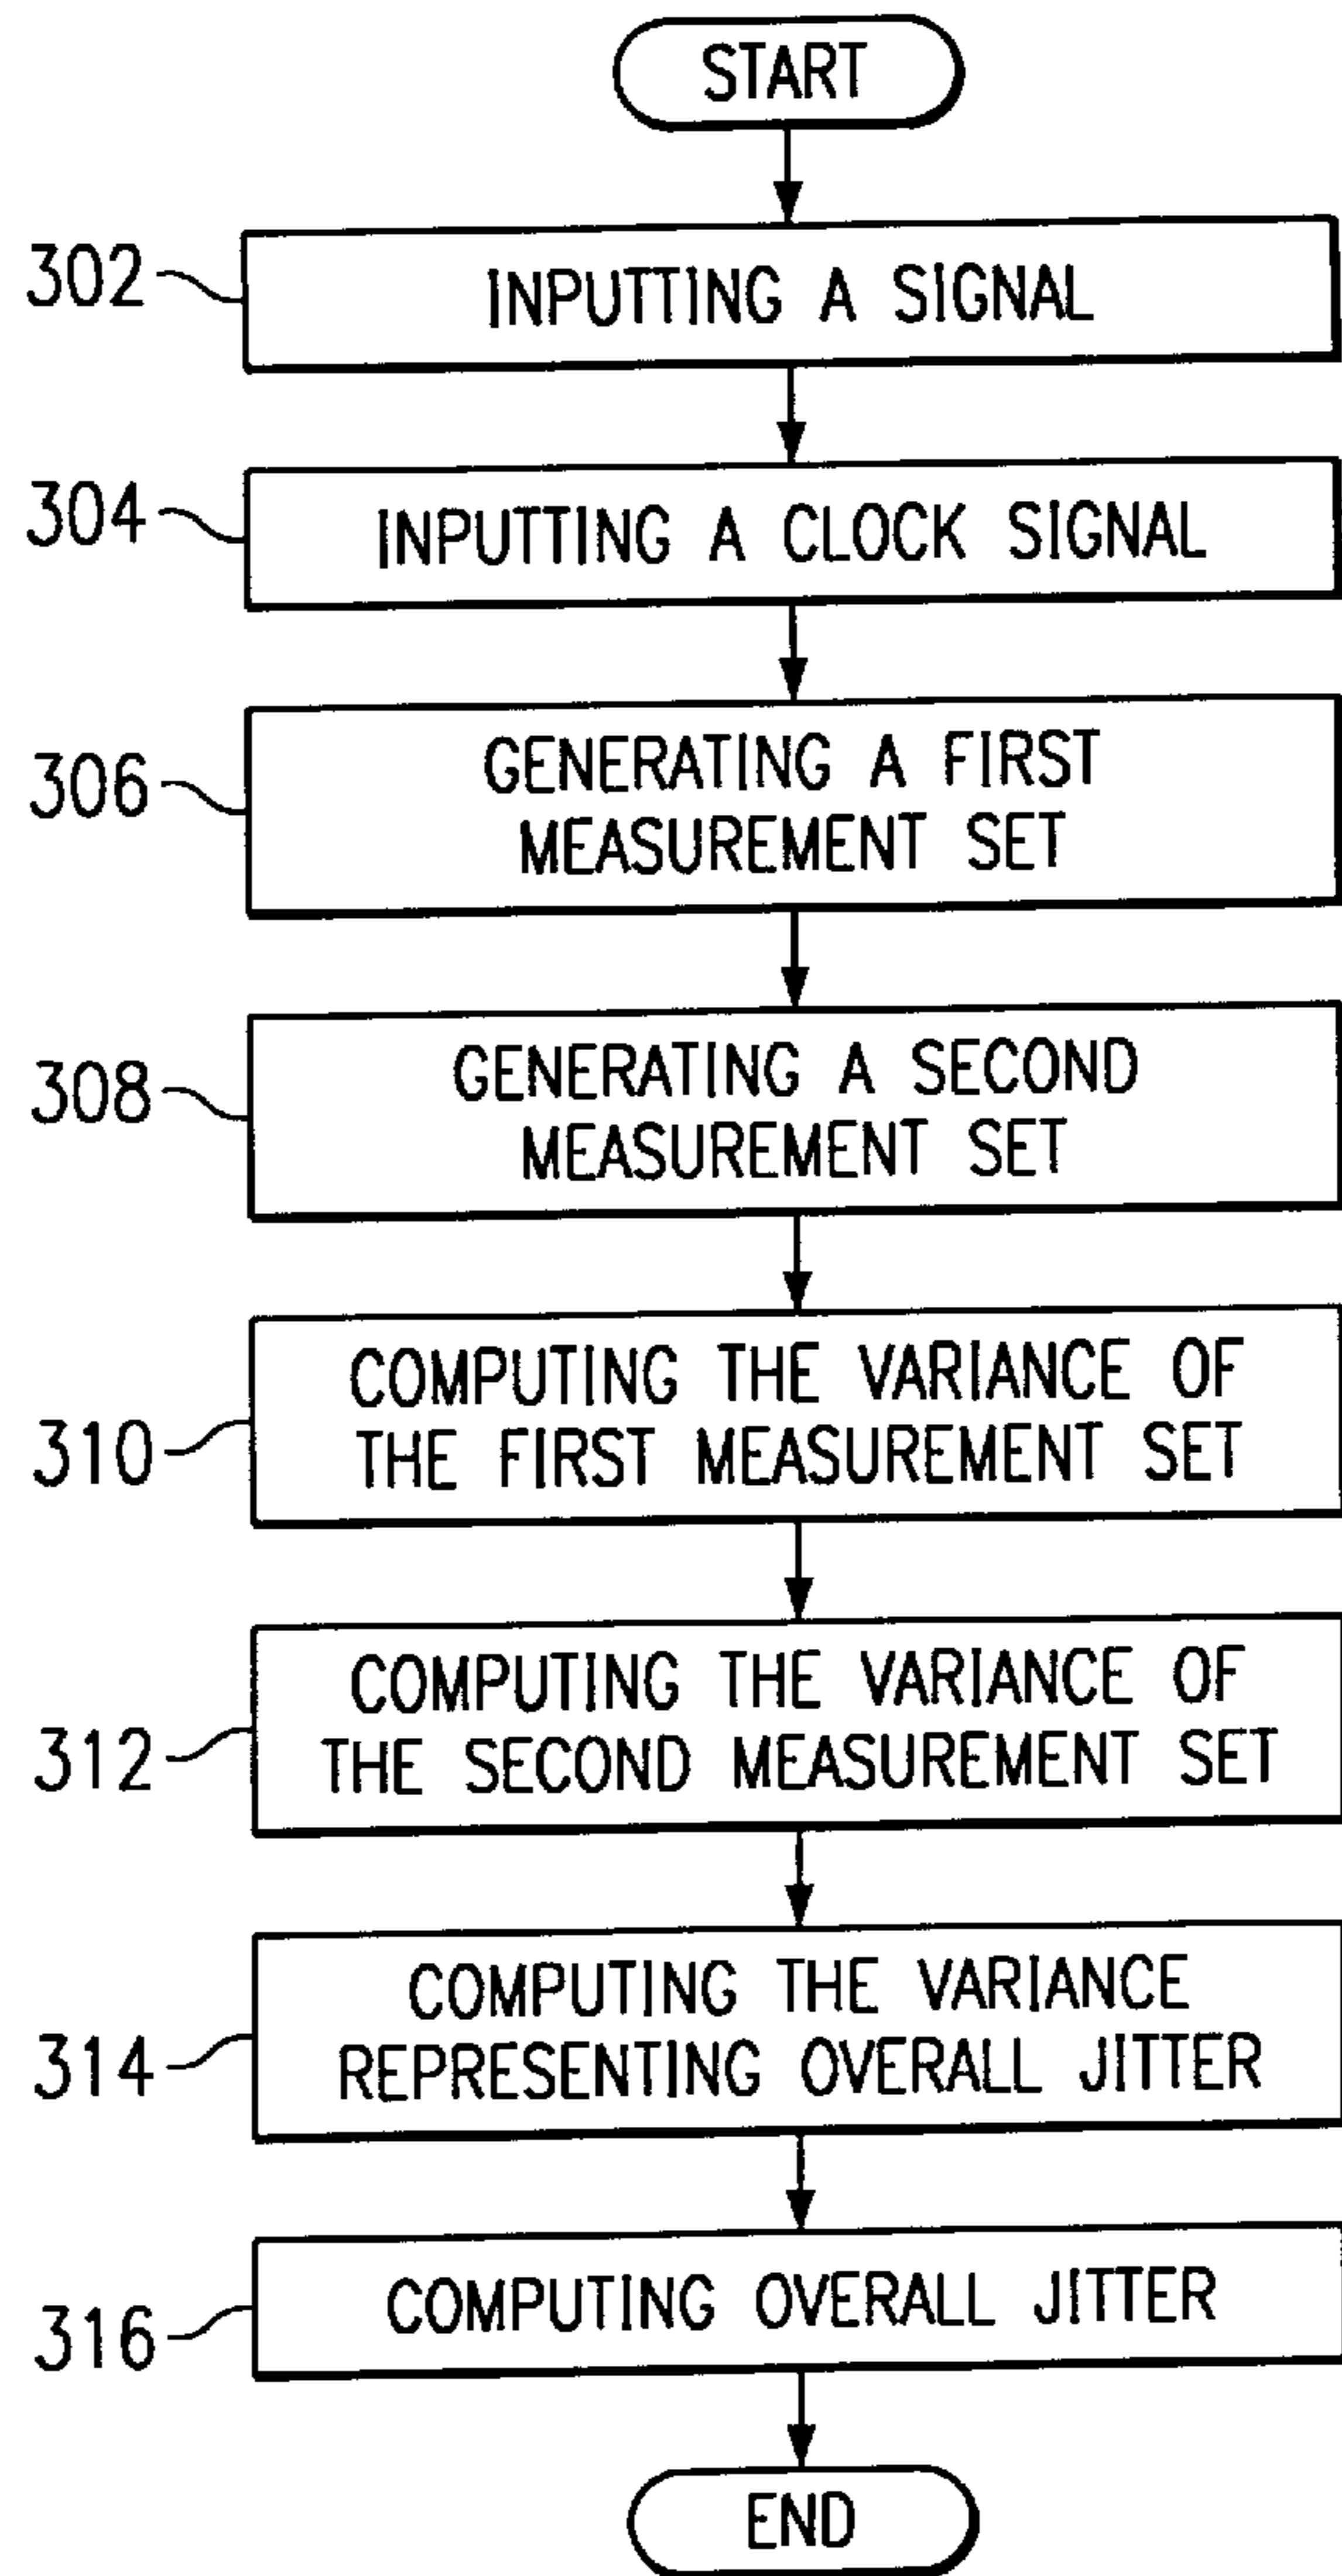 START
302
INPUTTING A SIGNAL
304
INPUTTING A CLOCK SIGNAL
306
GENERATING A FIRST
MEASUREMENT SET
308
GENERATING A SECOND
MEASUREMENT SET
310
COMPUTING THE VARIANCE OF
THE FIRST MEASUREMENT SET
312
COMPUTING THE VARIANCE OF
THE SECOND MEASUREMENT SET
314
COMPUTING THE VARIANCE
REPRESENTING OVERALL JITTER
316
COMPUTING OVERALL JITTER
END